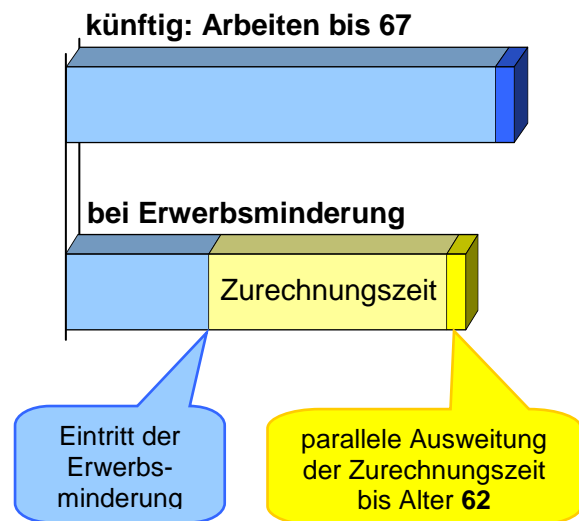 künftig: Arbeiten bis 67
bei Erwerbsminderung
Zurechnungszeit
Eintritt der
Erwerbs-
minderung
parallele Ausweitung
der Zurechnungszeit
bis Alter 62